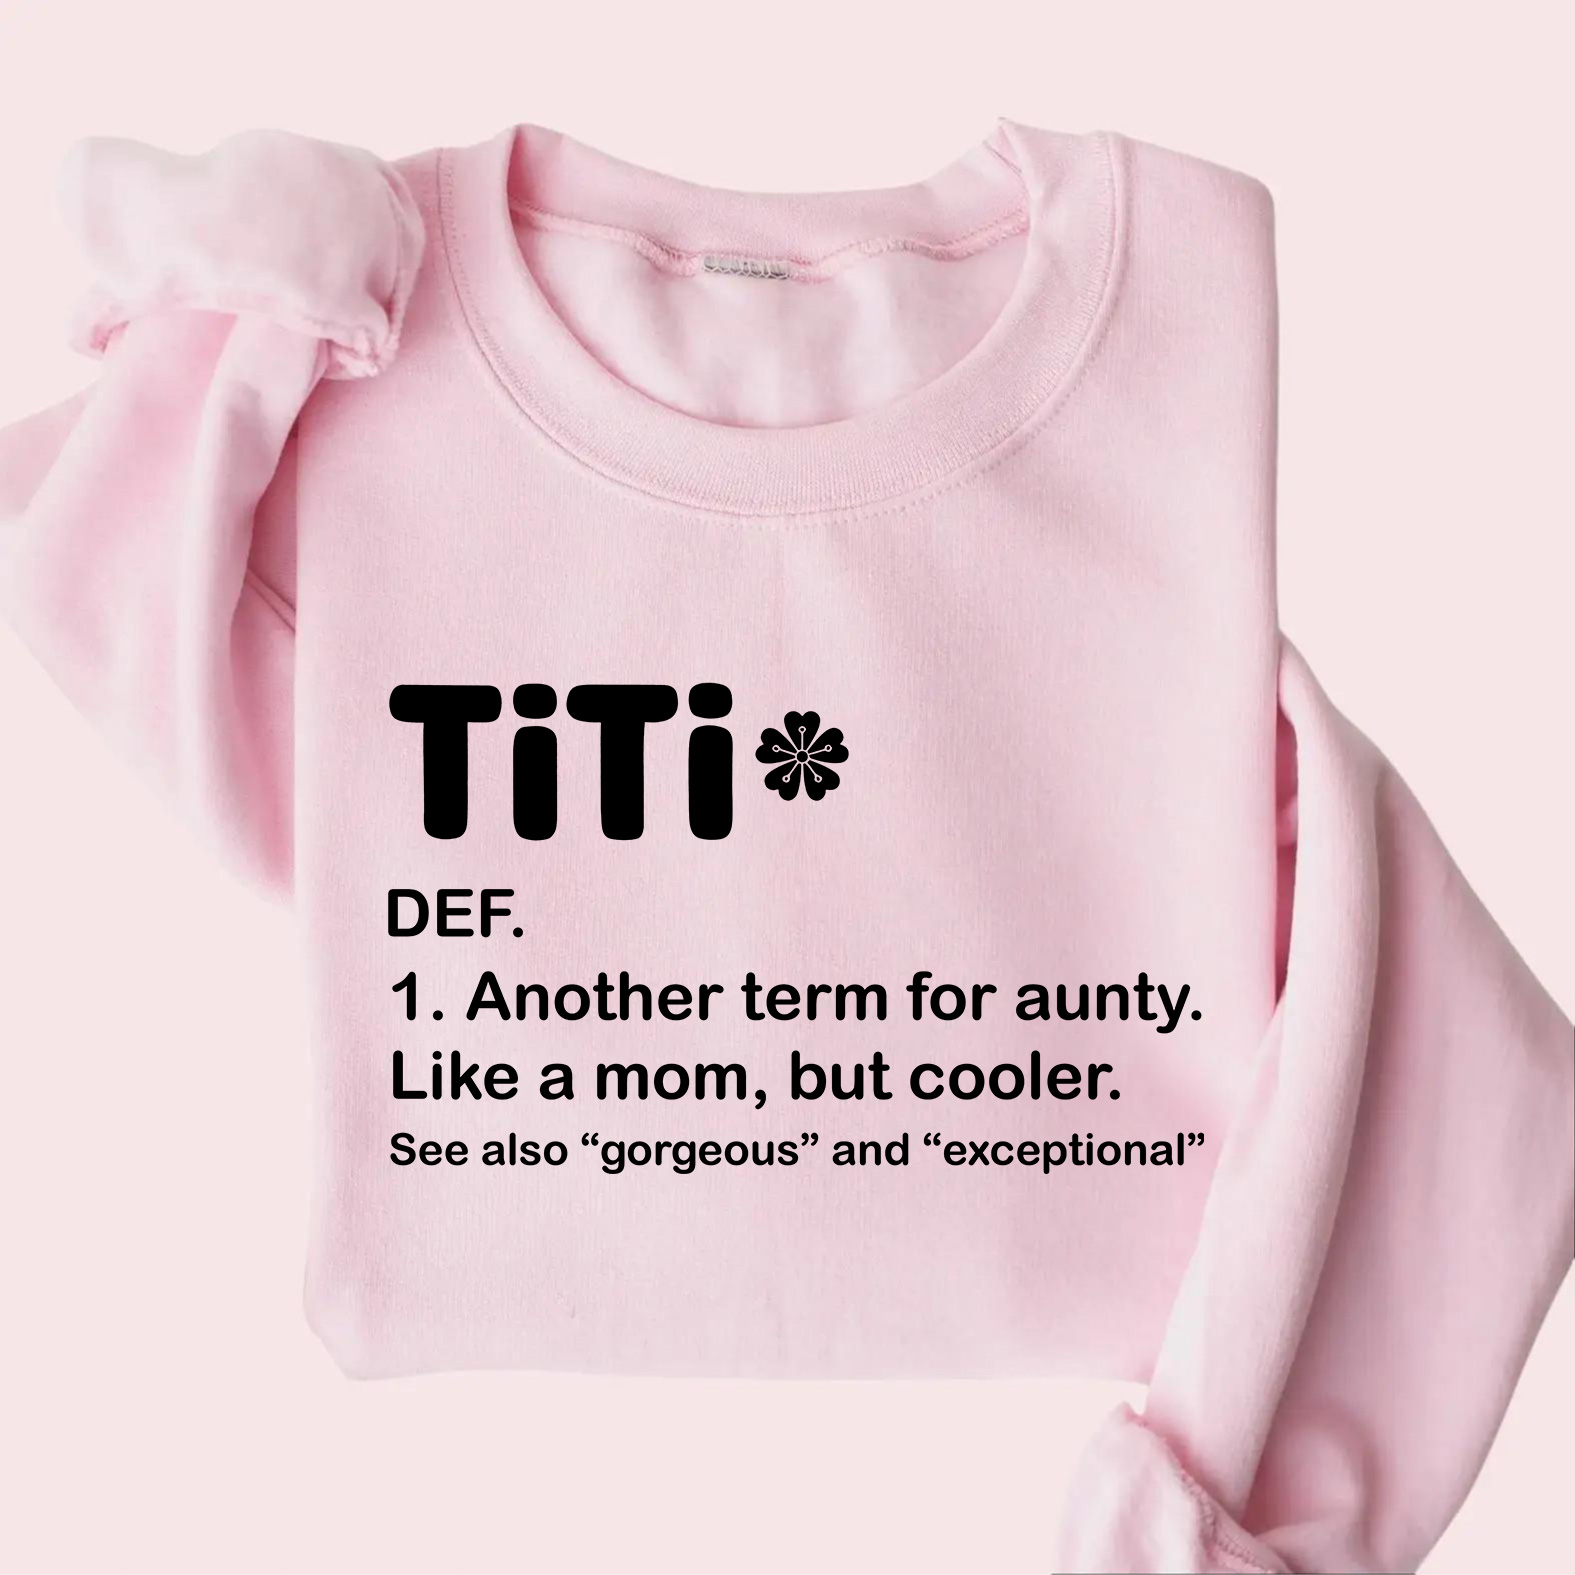 TiTi
DEF.
1. Another term for aunty.
Like a mom, but cooler.
See also “gorgeous” and “exceptional”